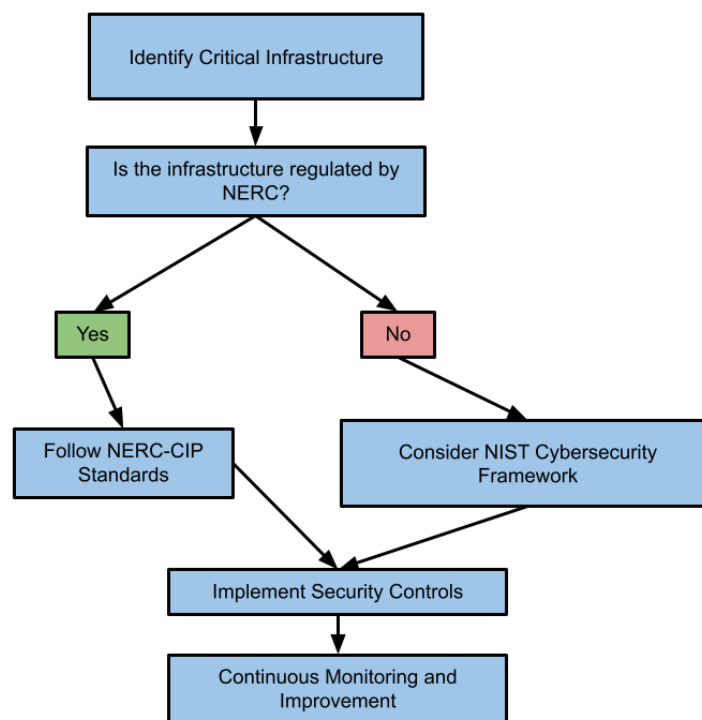 Identify Critical Infrastructure
Is the infrastructure regulated by
NERC?
Yes
No
Follow NERC-CIP
Standards
Consider NIST Cybersecurity
Framework
Implement Security Controls
Continuous Monitoring and
Improvement